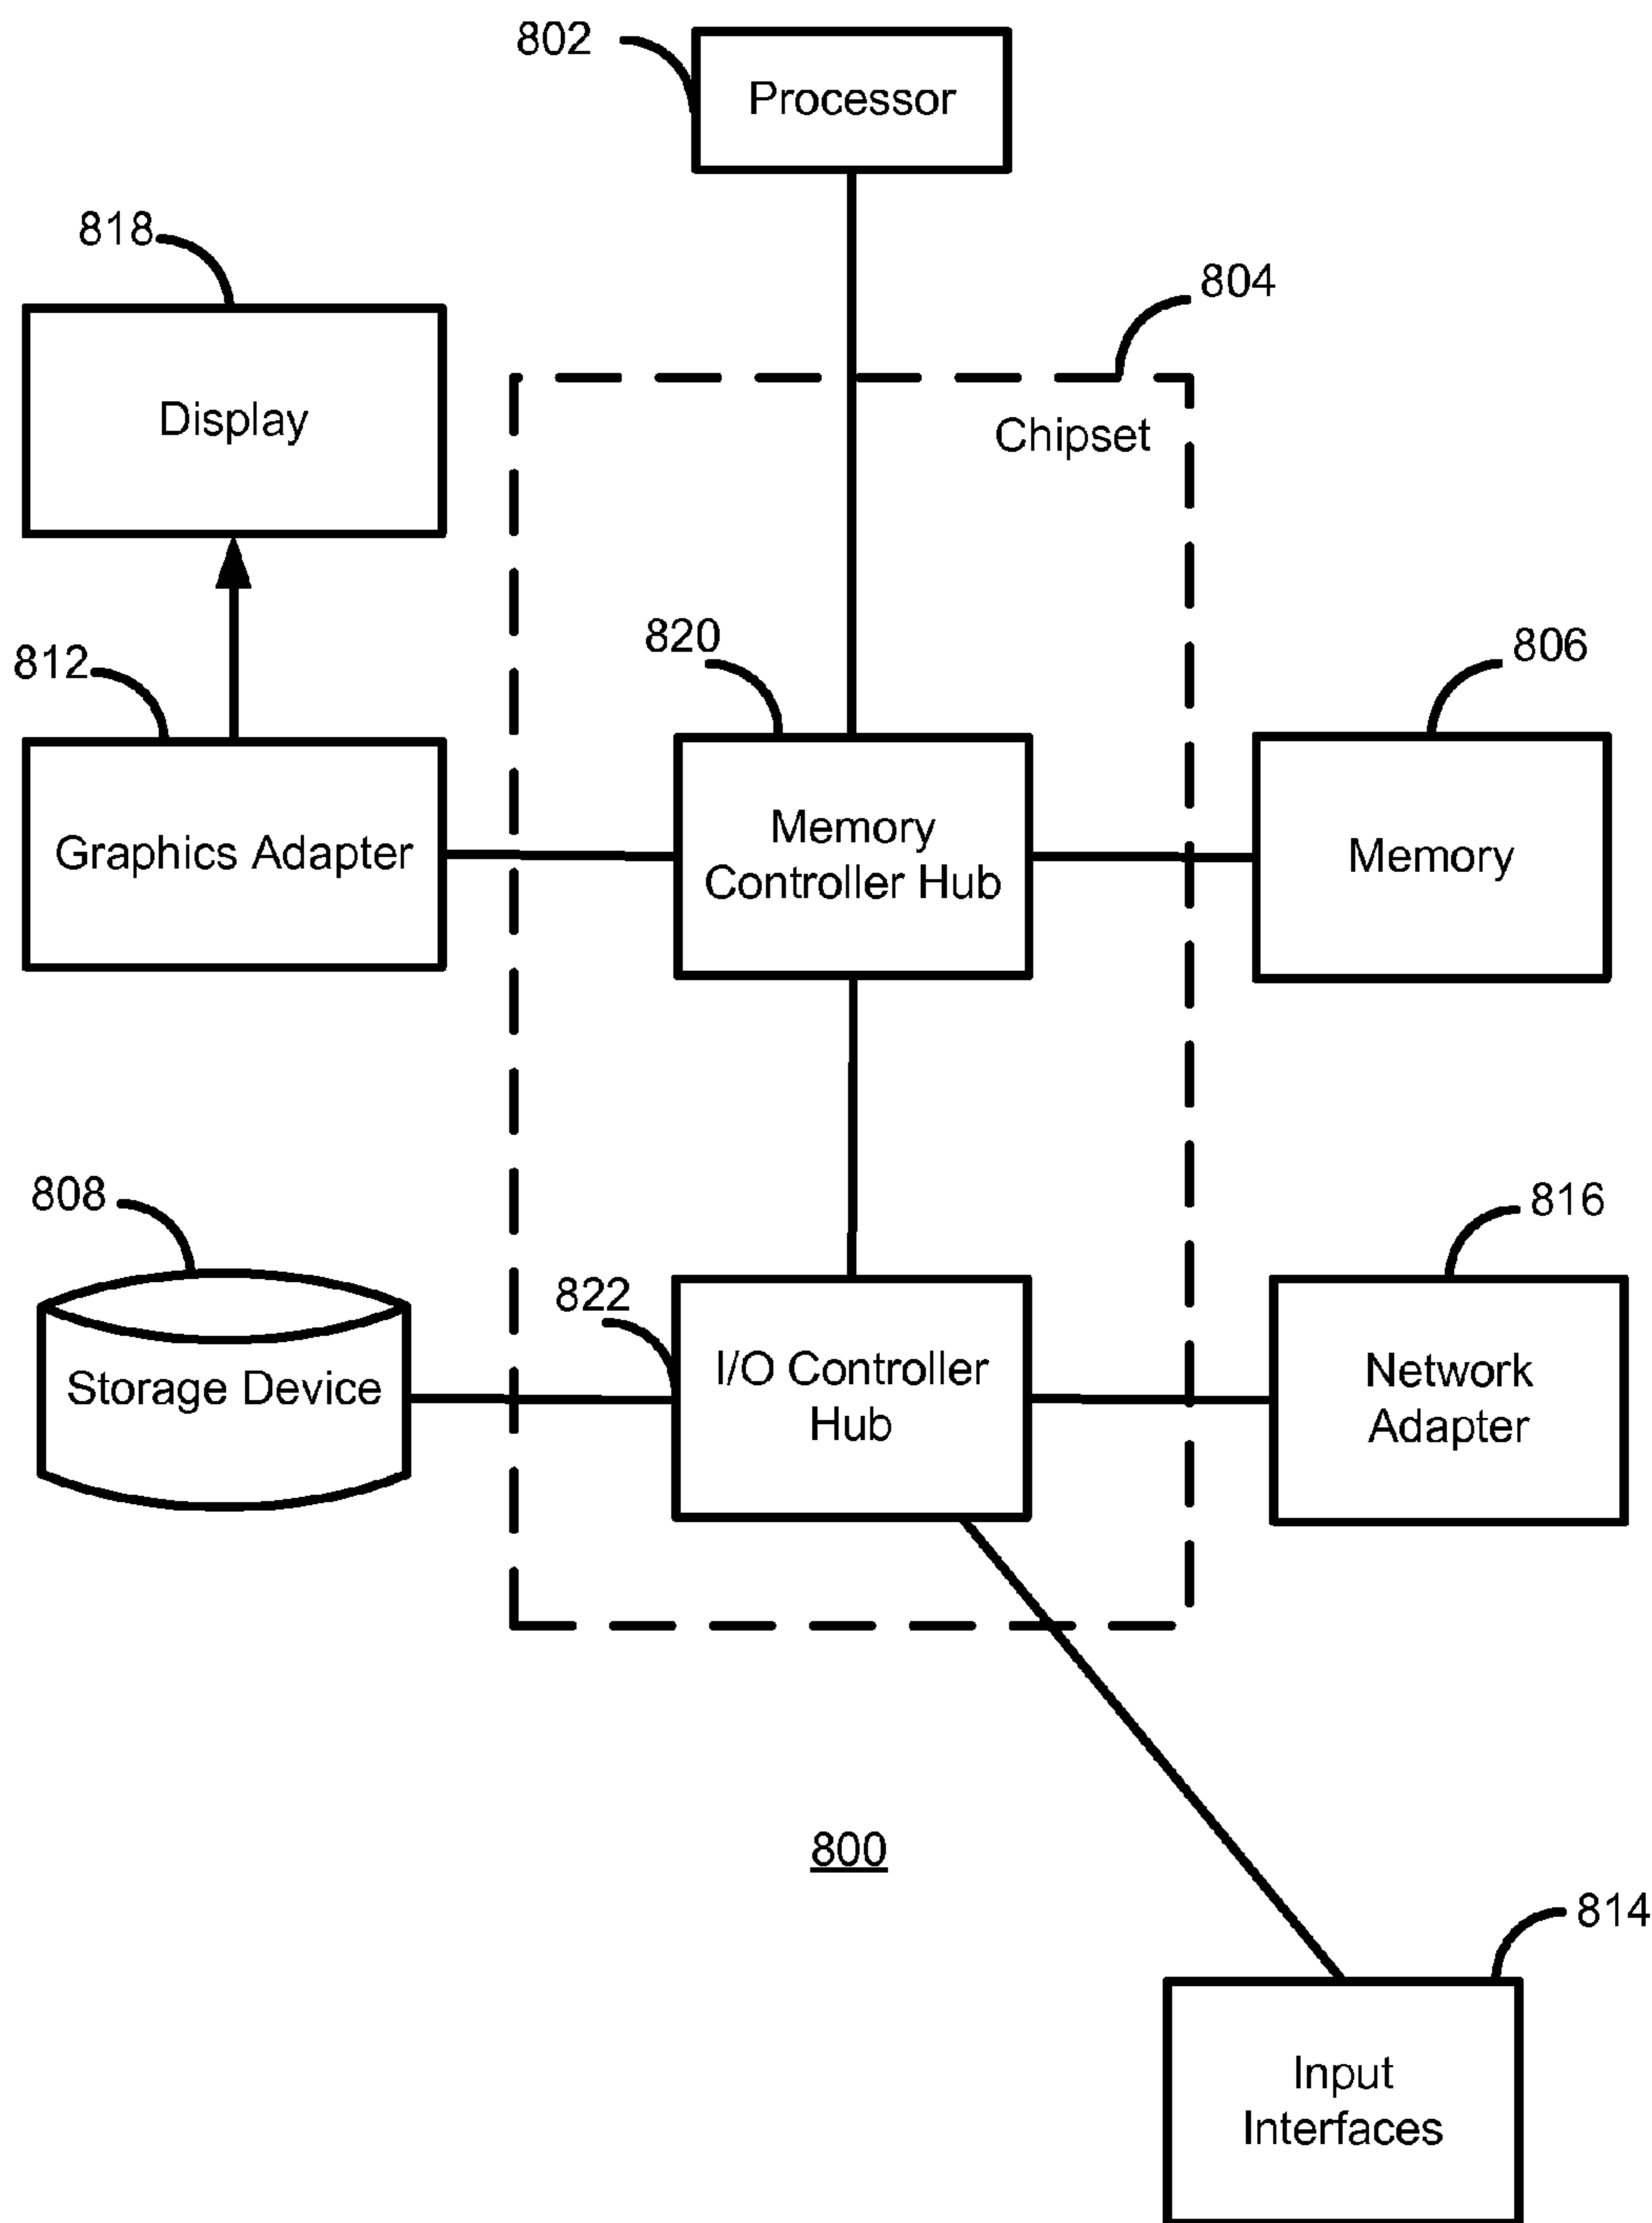 802
Processor
818
804
Display
Chipset
820
806
812
Memory
Controller Hub
Graphics Adapter
Memory
808
816
822
I/O Controller
Hub
Storage Device
Network
Adapter
800
814
Input
Interfaces